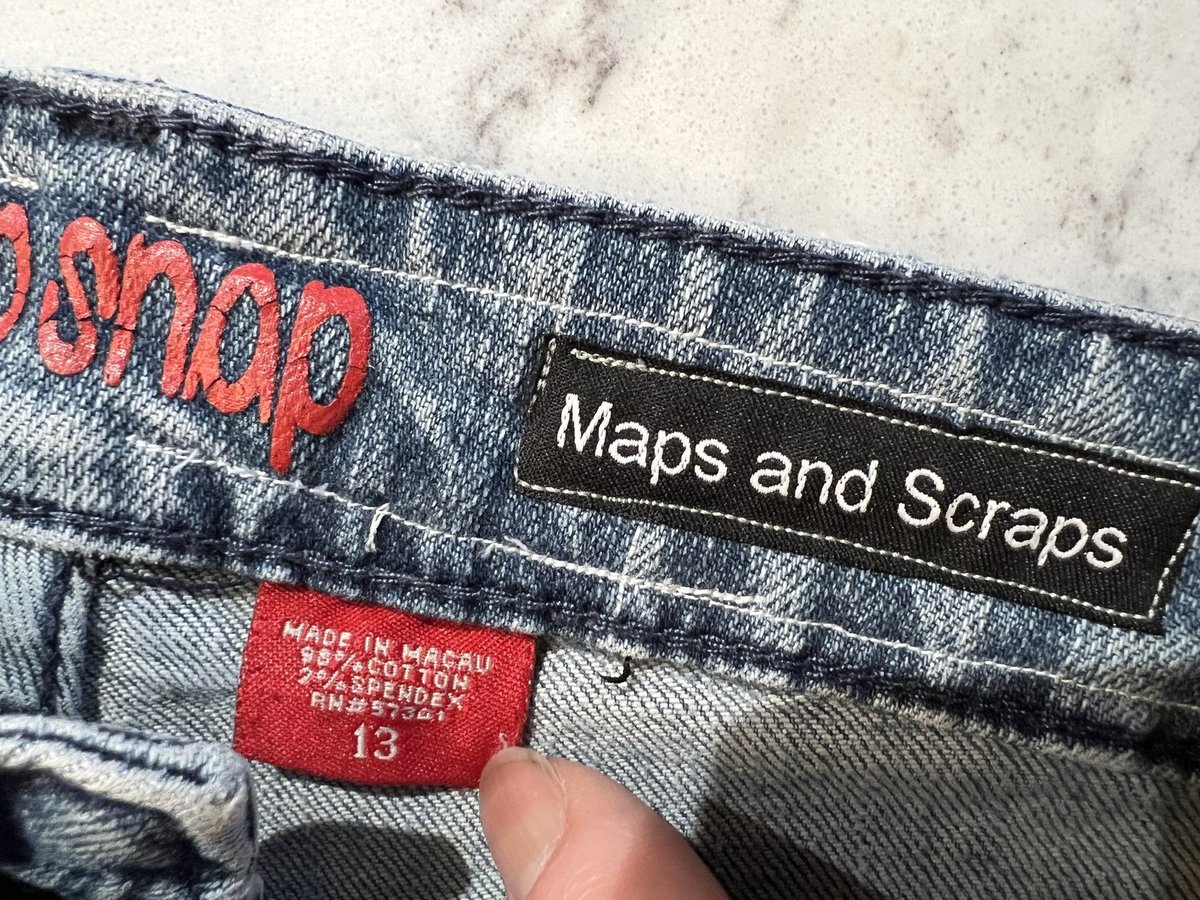 snap
Maps and Scraps
MADE IN MACAU
98% COTTON
2% SPENDEX
13